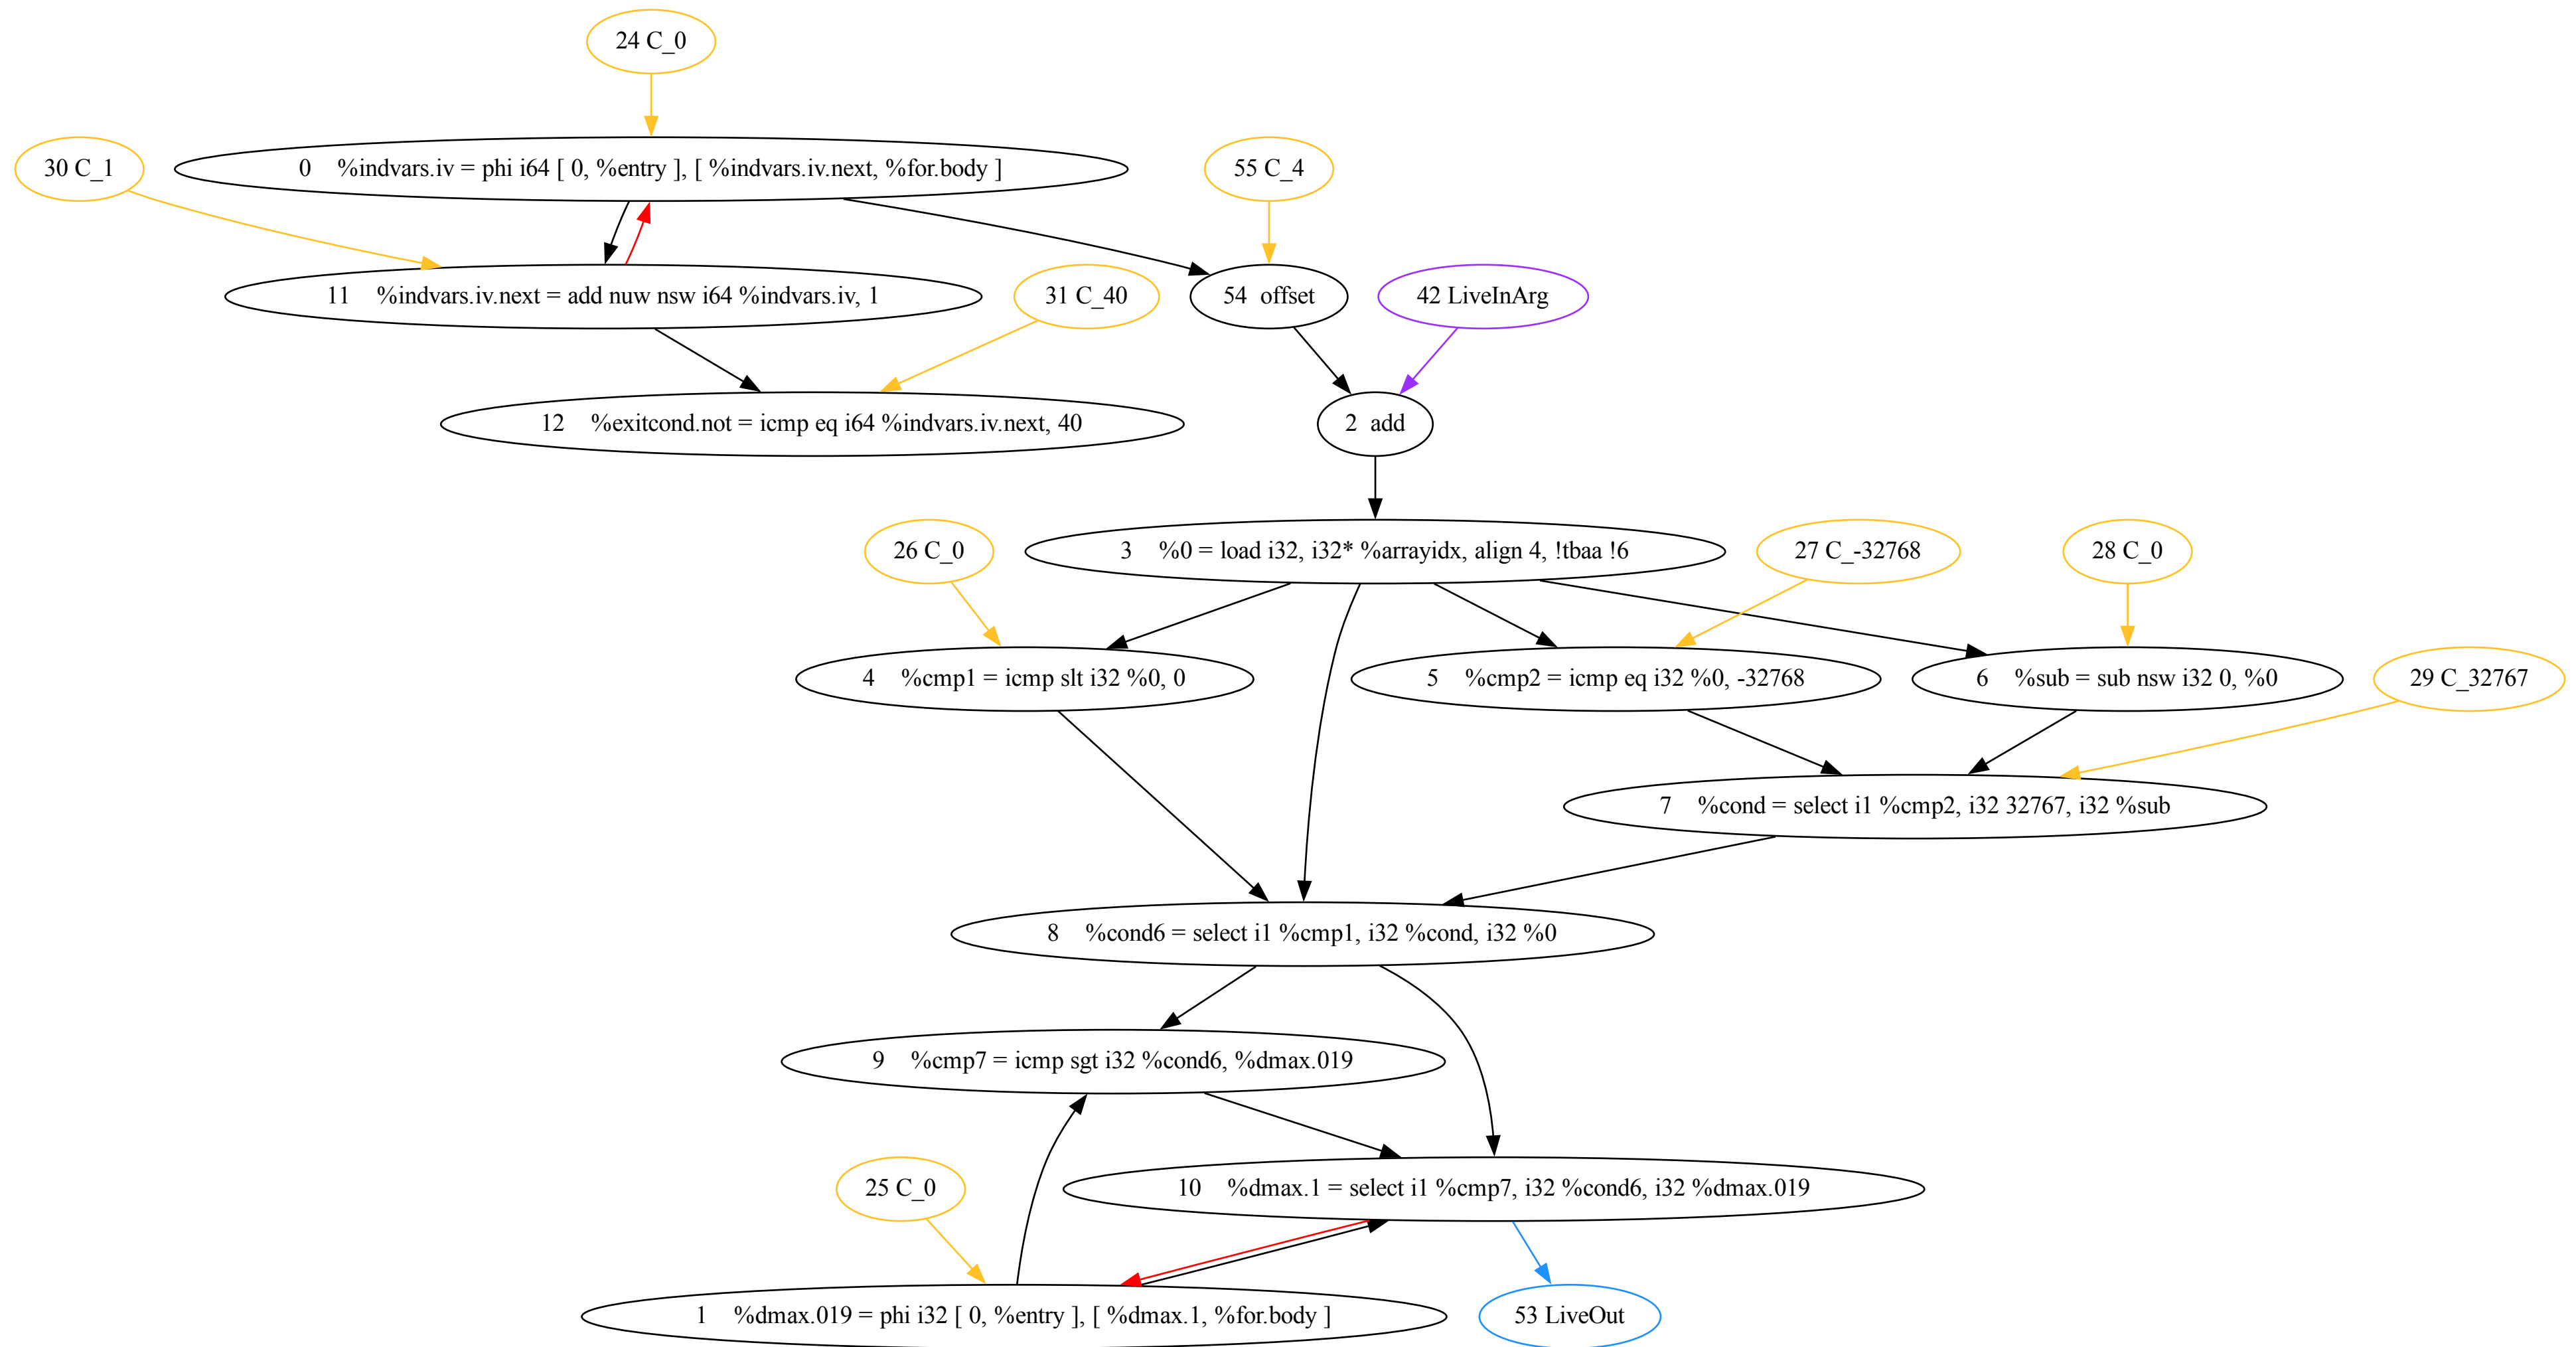 24 C_0
30 C_1
0 %indvars.iv = phi i64 [ 0, %entry ], [ %indvars.iv.next, %for.body ]
55 C_4
11 %indvars.iv.next = add nuw nsw i64 %indvars.iv, 1
31 C_40
54 offset
42 LiveInArg
12 %exitcond.not = icmp eq i64 %indvars.iv.next, 40
2 add
26 C_0
3 %0 = load i32, i32* %arrayidx, align 4, !tbaa !6
27 C_-32768
28 C_0
4 %cmp1 = icmp slt i32 %0, 0
5 %cmp2 = icmp eq i32 %0, -32768
6 %sub = sub nsw i32 0, %0
29 C_32767
7 %cond = select i1 %cmp2, i32 32767, i32 %sub
8 %cond6 = select i1 %cmp1, i32 %cond, i32 %0
9 %cmp7 = icmp sgt i32 %cond6, %dmax.019
25 C_0
10 %dmax.1 = select i1 %cmp7, i32 %cond6, i32 %dmax.019
1 %dmax.019 = phi i32 [ 0, %entry ], [ %dmax.1, %for.body ]
53 LiveOut